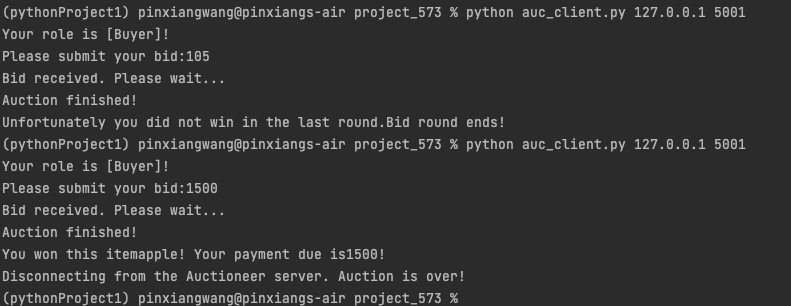 (pythonProject1) pinxiangwang@pinxiangs-air project_573 % python auc_client.py 127.0.0.1 5001
Your role is [Buyer]!
Please submit your bid:105
Bid received. Please wait...
Auction finished!
Unfortunately you did not win in the last round.Bid round ends!
(pythonProject1) pinxiangwang@pinxiangs-air project_573 % python auc_client.py 127.0.0.1 5001
Your role is [Buyer]!
Please submit your bid:1500
Bid received. Please wait...
Auction finished!
You won this itemapple! Your payment due is1500!
Disconnecting from the Auctioneer server. Auction is over!
(pythonProject1) pinxiangwang@pinxiangs-air project_573 %